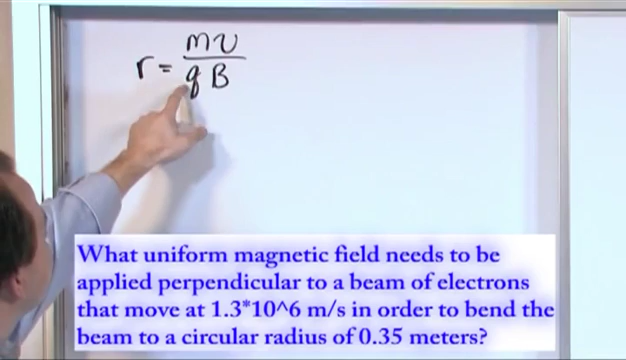 r = mv / qB
What uniform magnetic field needs to be
applied perpendicular to a beam of electrons
that move at 1.3*10^6 m/s in order to bend the
beam to a circular radius of 0.35 meters?